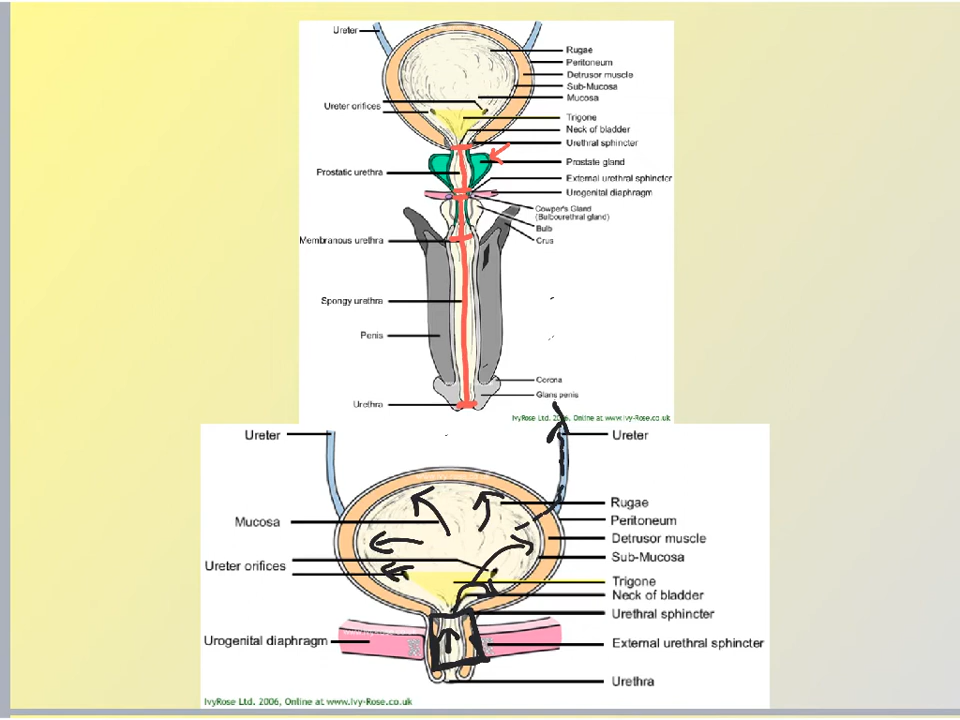 Ureter
Rugae
Peritoneum
Detrusor muscle
Sub-Mucosa
Mucosa
Ureter orifices
Trigone
Neck of bladder
Urethral sphincter
Prostate gland
Prostatic urethra
External urethral sphincter
Urogenital diaphragm
Cowper's Gland
(Bulbourethral gland)
Bulb
Crus
Membranous urethra
Spongy urethra
Penis
Corona
Glans penis
Urethra
IvyRose Ltd. 2006, Online at www.Ivy-Rose.co.uk
Ureter
Ureter
Rugae
Mucosa
Peritoneum
Detrusor muscle
Sub-Mucosa
Ureter orifices
Trigone
Neck of bladder
Urethral sphincter
Urogenital diaphragm
External urethral sphincter
Urethra
IvyRose Ltd. 2006, Online at www.Ivy-Rose.co.uk